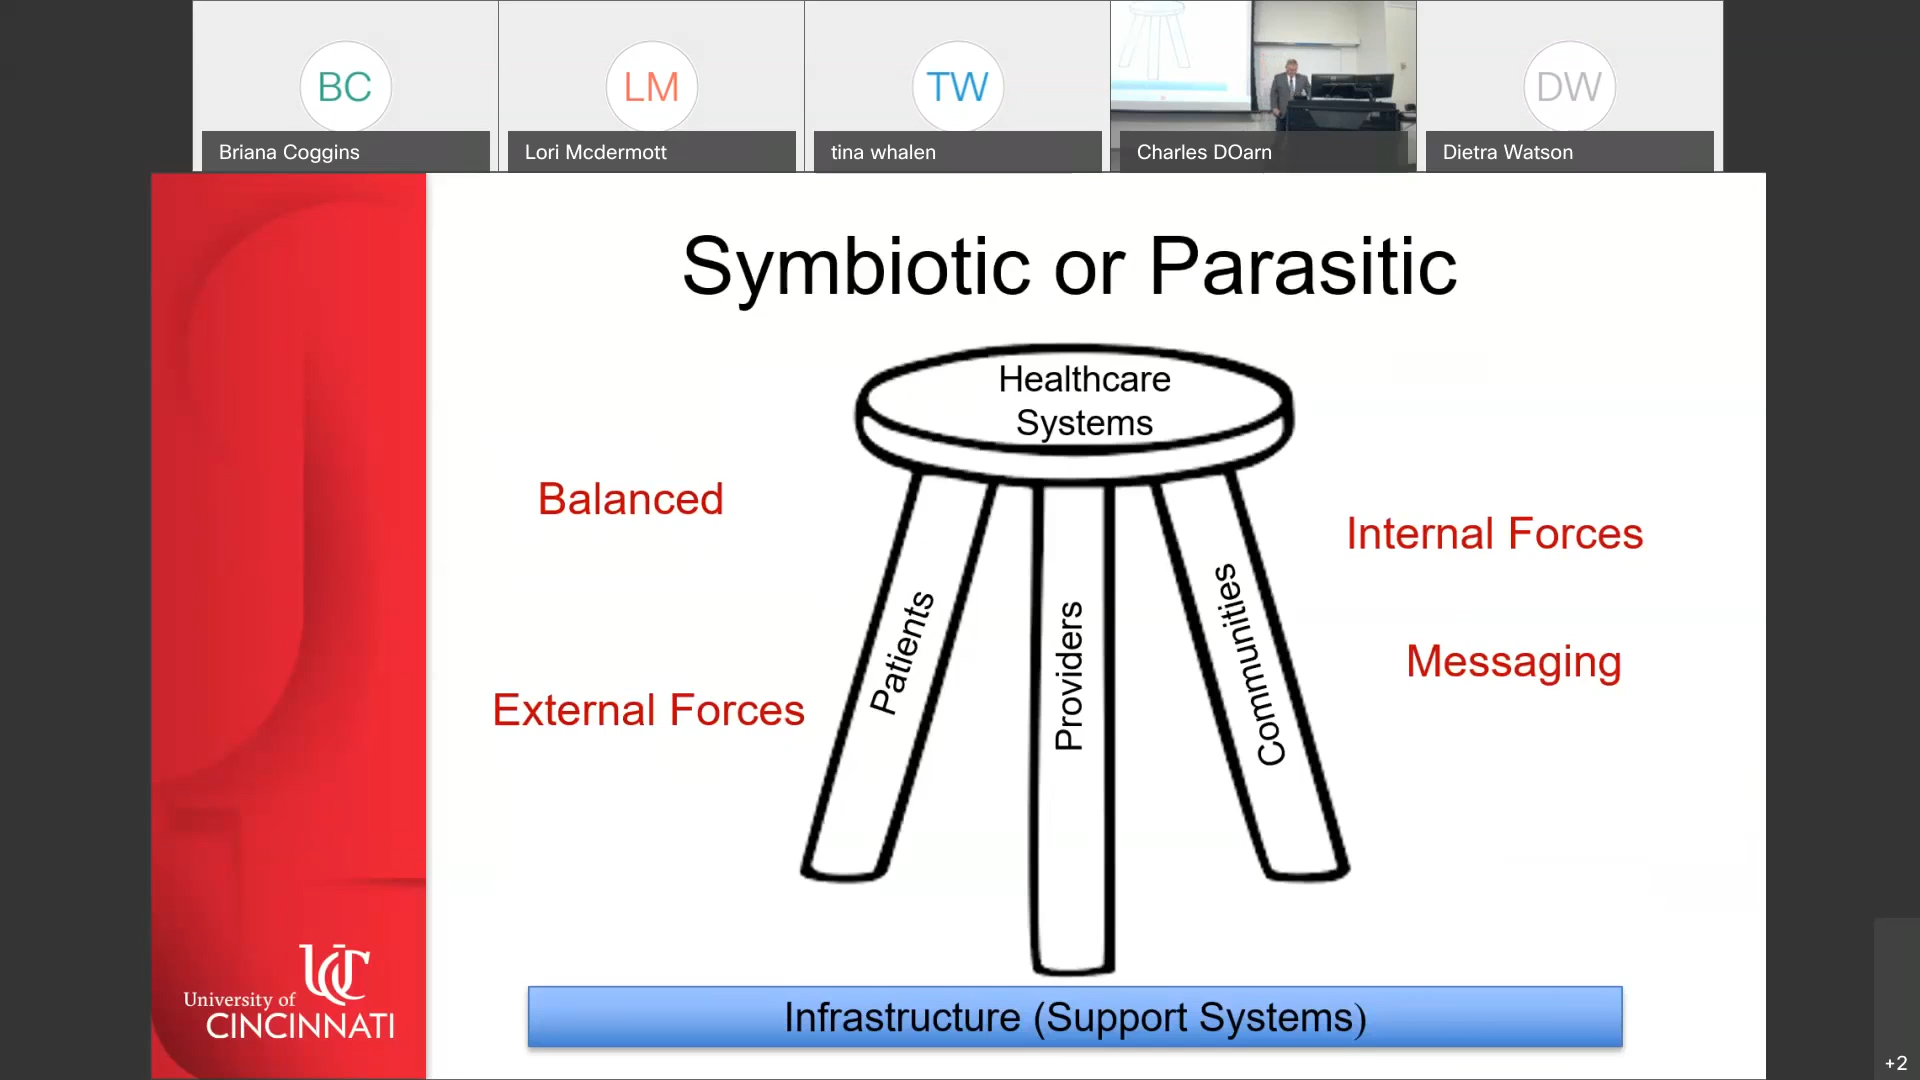 BC
LM
TW
DW
Briana Coggins
Lori Mcdermott
tina whalen
Charles DOarn
Dietra Watson
Symbiotic or Parasitic
Healthcare
Systems
Balanced
Internal Forces
Patients
Providers
Communities
Messaging
External Forces
UC
University of
CINCINNATI
Infrastructure (Support Systems)
+2